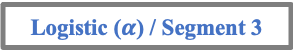 Logistic (𝜶) / Segment 3